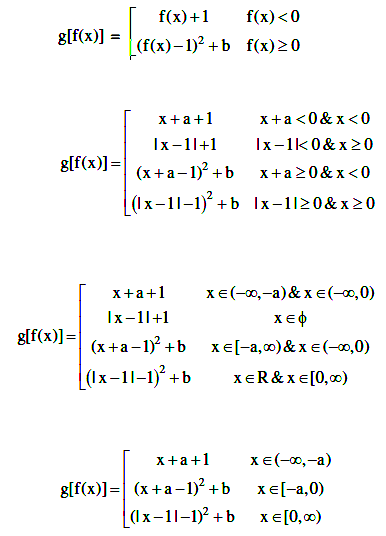 g[f(x)] = [ f(x)+1 f(x)<0
(f(x)−1)²+b f(x)≥0
g[f(x)]= [ x+a+1 x+a<0&x<0
|x−1|+1 |x−1|<0&x≥0
(x+a−1)²+b x+a≥0&x<0
(|x−1|−1)²+b |x−1|≥0&x≥0
g[f(x)]= [ x+a+1 x∈(−∞,−a)&x∈(−∞,0)
|x−1|+1 x∈ϕ
(x+a−1)²+b x∈[−a,∞)&x∈(−∞,0)
(|x−1|−1)²+b x∈R&x∈[0,∞)
g[f(x)]= [ x+a+1 x∈(−∞,−a)
(x+a−1)²+b x∈[−a,0)
(|x−1|−1)²+b x∈[0,∞)